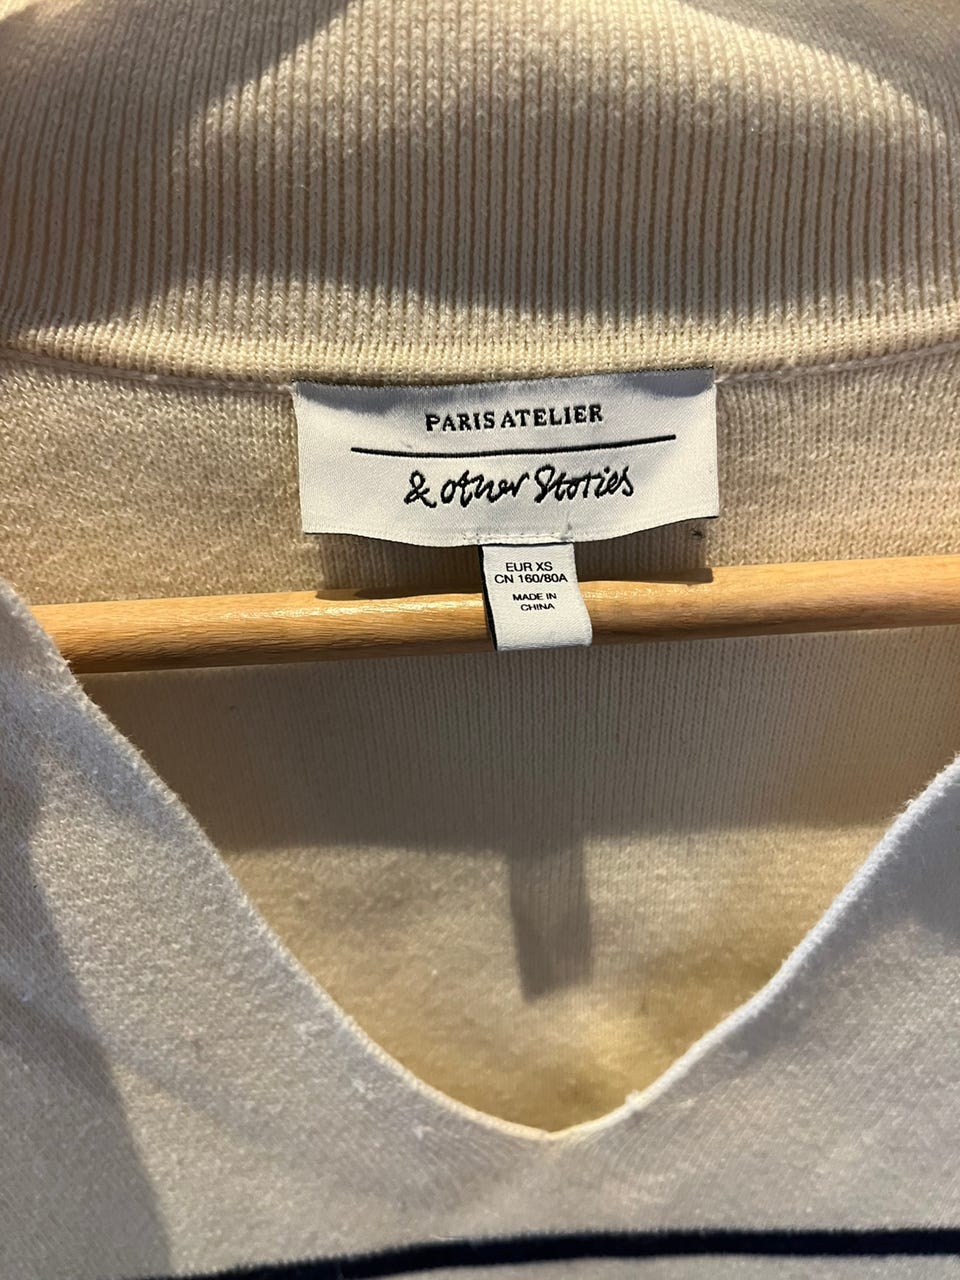 PARIS ATELIER
& other Stories
EUR XS
CN 160/80A
MADE IN
CHINA